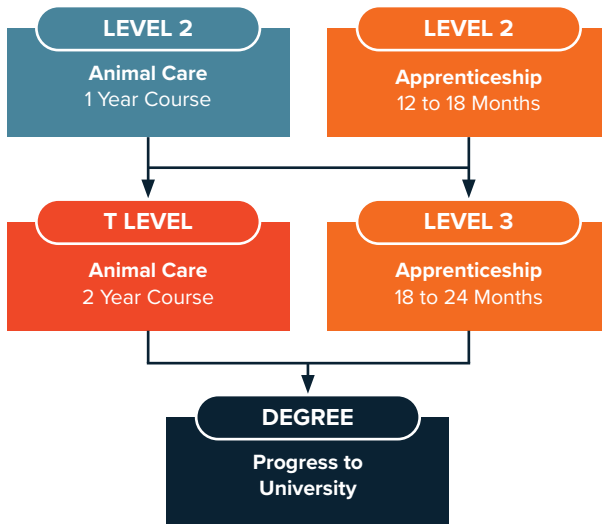 LEVEL 2
Animal Care
1 Year Course
LEVEL 2
Apprenticeship
12 to 18 Months
T LEVEL
Animal Care
2 Year Course
LEVEL 3
Apprenticeship
18 to 24 Months
DEGREE
Progress to
University